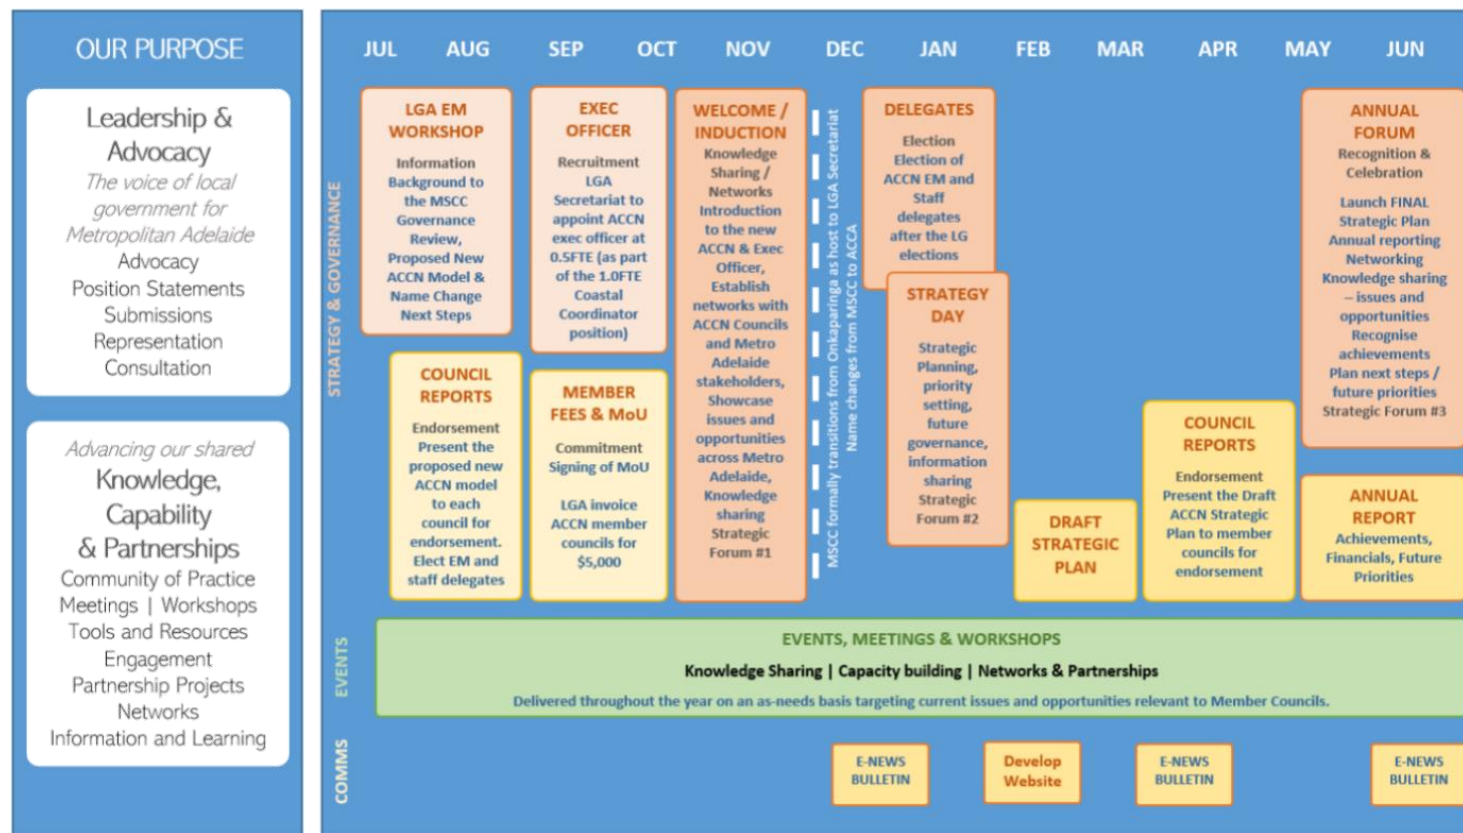 OUR PURPOSE
Leadership &
Advocacy
The voice of local
government for
Metropolitan Adelaide
Advocacy
Position Statements
Submissions
Representation
Consultation
Advancing our shared
Knowledge,
Capability
& Partnerships
Community of Practice
Meetings | Workshops
Tools and Resources
Engagement
Partnership Projects
Networks
Information and Learning
JUL AUG SEP OCT NOV DEC JAN FEB MAR APR MAY JUN
STRATEGY & GOVERNANCE
LGA EM
WORKSHOP
Information
Background to
the MSCC
Governance
Review,
Proposed New
ACCN Model &
Name Change
Next Steps
COUNCIL
REPORTS
Endorsement
Present the
proposed new
ACCN model
to each
council for
endorsement.
Elect EM and
staff delegates
EXEC
OFFICER
Recruitment
LGA
Secretariat to
appoint ACCN
exec officer at
0.5FTE (as part
of the 1.0FTE
Coastal
Coordinator
position)
MEMBER
FEES & MoU
Commitment
Signing of MoU
LGA invoice
ACCN member
councils for
$5,000
WELCOME /
INDUCTION
Knowledge
Sharing /
Networks
Introduction
to the new
ACCN & Exec
Officer,
Establish
networks with
ACCN Councils
and Metro
Adelaide
stakeholders,
Showcase
issues and
opportunities
across Metro
Adelaide,
Knowledge
sharing
Strategic
Forum #1
MSCC formally transitions from Onkaparinga as host to LGA Secretariat
Name changes from MSCC to ACCA
DELEGATES
Election
Election of
ACCN EM and
Staff
delegates
after the LG
elections
STRATEGY
DAY
Strategic
Planning,
priority
setting,
future
governance,
information
sharing
Strategic
Forum #2
DRAFT
STRATEGIC
PLAN
COUNCIL
REPORTS
Endorsement
Present the Draft
ACCN Strategic
Plan to member
councils for
endorsement
ANNUAL
FORUM
Recognition &
Celebration
Launch FINAL
Strategic Plan
Annual reporting
Networking
Knowledge sharing
– issues and
opportunities
Recognise
achievements
Plan next steps /
future priorities
Strategic Forum #3
ANNUAL
REPORT
Achievements,
Financials, Future
Priorities
EVENTS
EVENTS, MEETINGS & WORKSHOPS
Knowledge Sharing | Capacity building | Networks & Partnerships
Delivered throughout the year on an as-needs basis targeting current issues and opportunities relevant to Member Councils.
COMMS
E-NEWS
BULLETIN
Develop
Website
E-NEWS
BULLETIN
E-NEWS
BULLETIN